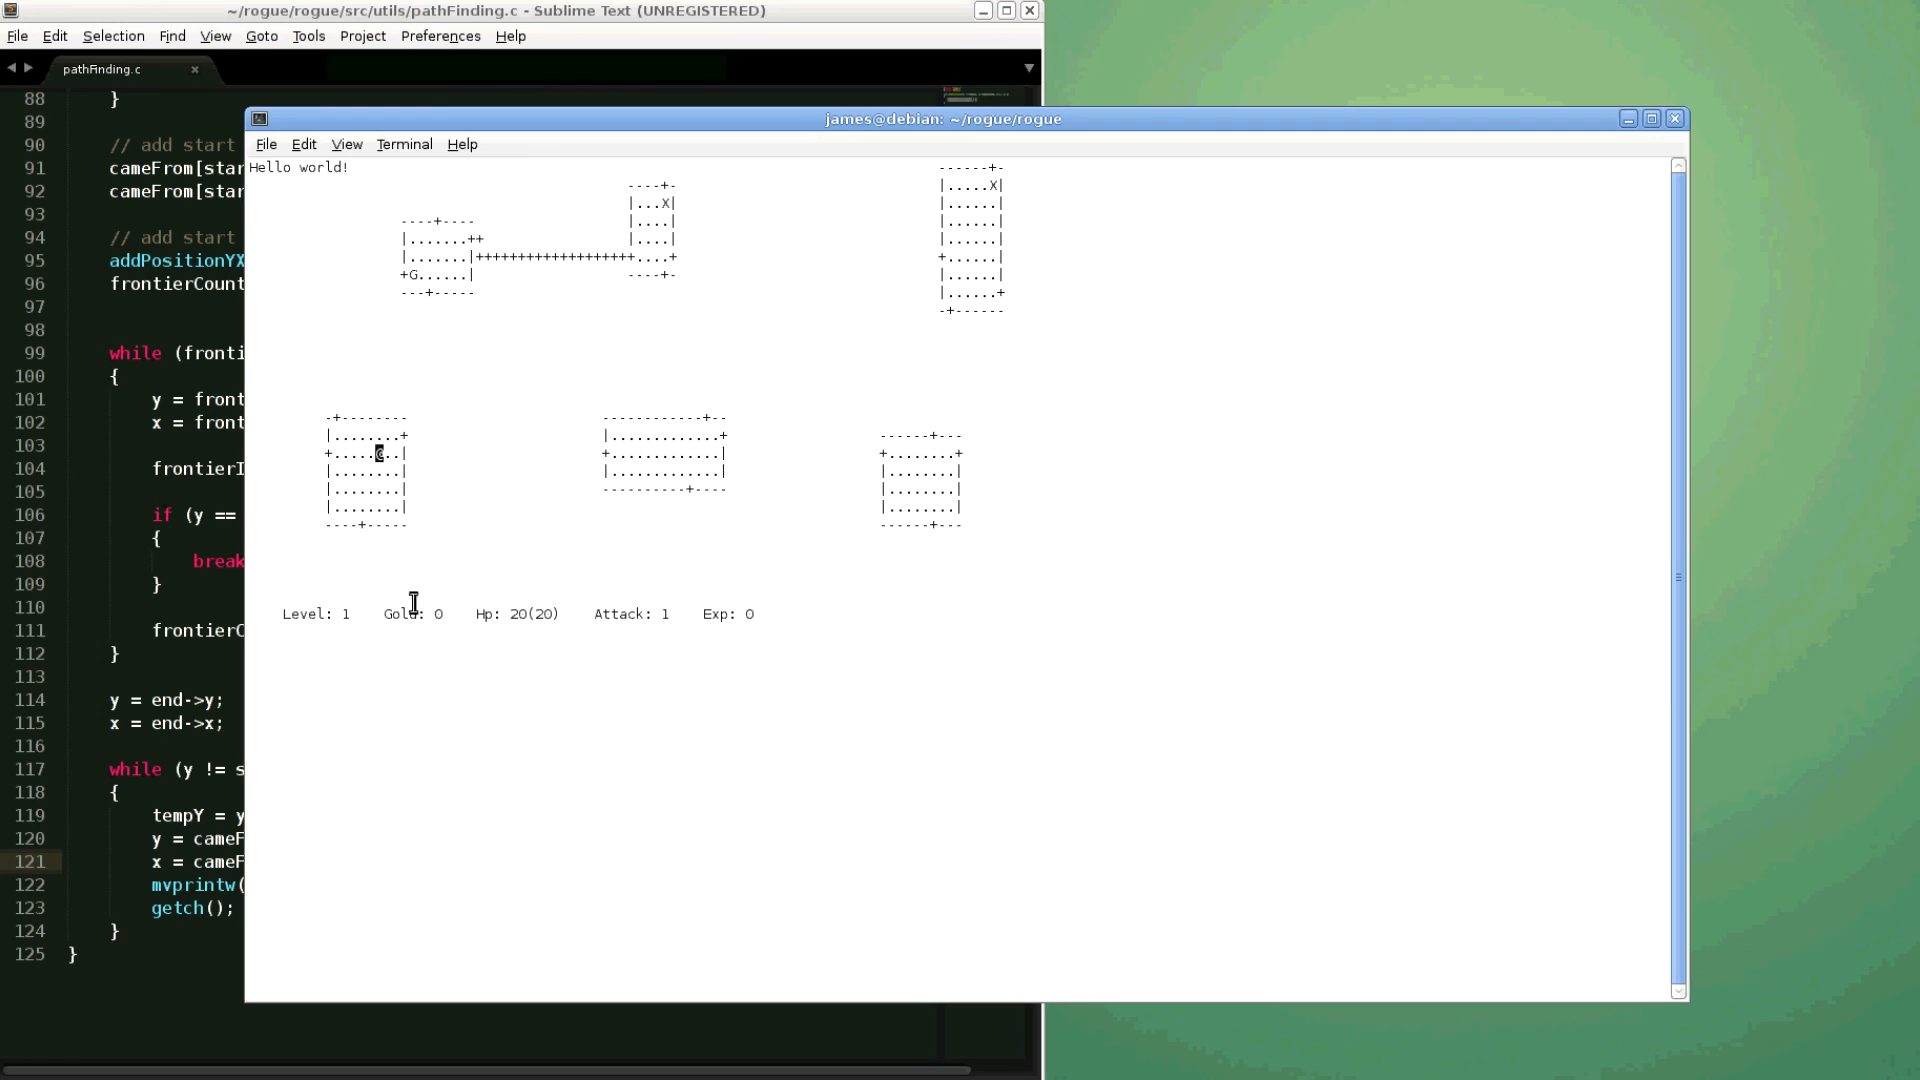 ~/rogue/rogue/src/utils/pathFinding.c - Sublime Text (UNREGISTERED)
File Edit Selection Find View Goto Tools Project Preferences Help
pathFinding.c
88 }
89
90 // add start
91 cameFrom[star
92 cameFrom[star
93
94 // add start
95 addPositionYX
96 frontierCount
97
98
99 while (fronti
100 {
101 y = front
102 x = front
103
104 frontierI
105
106 if (y ==
107 {
108 break
109 }
110
111 frontierC
112 }
113
114 y = end->y;
115 x = end->x;
116
117 while (y != s
118 {
119 tempY = y
120 y = cameF
121 x = cameF
122 mvprintw(
123 getch();
124 }
125 }
james@debian: ~/rogue/rogue
File Edit View Terminal Help
Hello world!
------+-
----+- |.....X|
|...X| |......|
----+---- |....| |......|
|.......++ |....| |......|
|.......|+++++++++++++++++++....+ +......|
+G......| ----+- |......|
---+----- |......+
-+------
-+-------- ------------+--
|........+ |.............+ ------+---
+.....@..| +.............| +........+
|........| |.............| |........|
|........| ----------+---- |........|
|........| |........|
----+----- ------+---
Level: 1 Gold: 0 Hp: 20(20) Attack: 1 Exp: 0